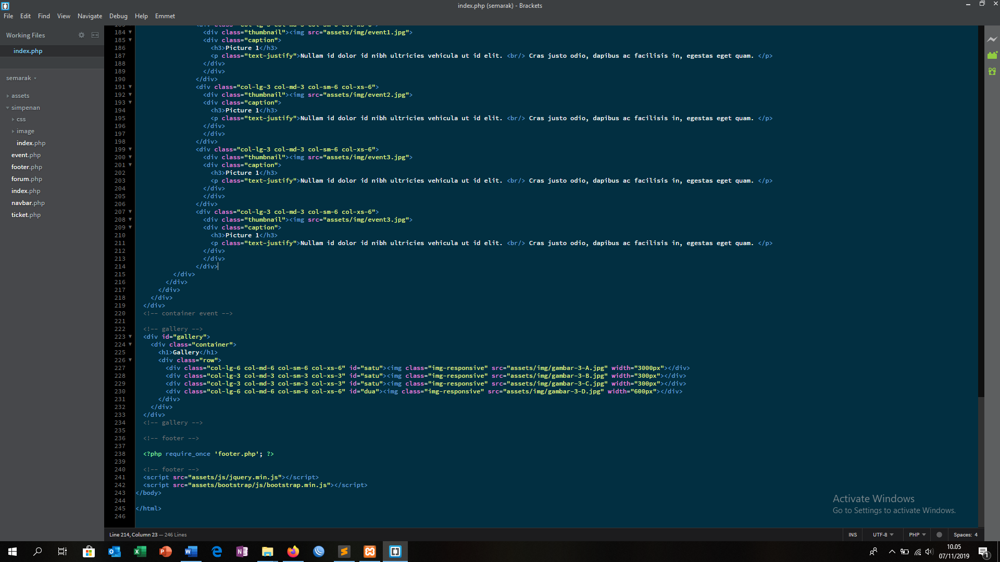 index.php (semarak) - Brackets
File Edit Find View Navigate Debug Help Emmet
Working Files
index.php
semarak
assets
simpenan
css
image
index.php
event.php
footer.php
forum.php
index.php
navbar.php
ticket.php
184 <div class="thumbnail"><img src="assets/img/event1.jpg">
185 <div class="caption">
186 <h3>Picture 1</h3>
187 <p class="text-justify">Nullam id dolor id nibh ultricies vehicula ut id elit. <br/> Cras justo odio, dapibus ac facilisis in, egestas eget quam. </p>
188 </div>
189 </div>
190 </div>
191 <div class="col-lg-3 col-md-3 col-sm-6 col-xs-6">
192 <div class="thumbnail"><img src="assets/img/event2.jpg">
193 <div class="caption">
194 <h3>Picture 1</h3>
195 <p class="text-justify">Nullam id dolor id nibh ultricies vehicula ut id elit. <br/> Cras justo odio, dapibus ac facilisis in, egestas eget quam. </p>
196 </div>
197 </div>
198 </div>
199 <div class="col-lg-3 col-md-3 col-sm-6 col-xs-6">
200 <div class="thumbnail"><img src="assets/img/event3.jpg">
201 <div class="caption">
202 <h3>Picture 1</h3>
203 <p class="text-justify">Nullam id dolor id nibh ultricies vehicula ut id elit. <br/> Cras justo odio, dapibus ac facilisis in, egestas eget quam. </p>
204 </div>
205 </div>
206 </div>
207 <div class="col-lg-3 col-md-3 col-sm-6 col-xs-6">
208 <div class="thumbnail"><img src="assets/img/event3.jpg">
209 <div class="caption">
210 <h3>Picture 1</h3>
211 <p class="text-justify">Nullam id dolor id nibh ultricies vehicula ut id elit. <br/> Cras justo odio, dapibus ac facilisis in, egestas eget quam. </p>
212 </div>
213 </div>
214 </div>
215 </div>
216 </div>
217 </div>
218 </div>
219 </div>
220 <!-- container event -->
221
222 <!-- gallery -->
223 <div id="gallery">
224 <div class="container">
225 <h1>Gallery</h1>
226 <div class="row">
227 <div class="col-lg-6 col-md-6 col-sm-6 col-xs-6" id="satu"><img class="img-responsive" src="assets/img/gambar-3-A.jpg" width="3000px"></div>
228 <div class="col-lg-3 col-md-3 col-sm-3 col-xs-3" id="satu"><img class="img-responsive" src="assets/img/gambar-3-B.jpg" width="300px"></div>
229 <div class="col-lg-3 col-md-3 col-sm-3 col-xs-3" id="satu"><img class="img-responsive" src="assets/img/gambar-3-C.jpg" width="300px"></div>
230 <div class="col-lg-6 col-md-6 col-sm-6 col-xs-6" id="dua"><img class="img-responsive" src="assets/img/gambar-3-D.jpg" width="600px"></div>
231 </div>
232 </div>
233 </div>
234 <!-- gallery -->
235
236 <!-- footer -->
237
238 <?php require_once 'footer.php'; ?>
239
240 <!-- footer -->
241 <script src="assets/js/jquery.min.js"></script>
242 <script src="assets/bootstrap/js/bootstrap.min.js"></script>
243 </body>
244
245 </html>
246
Activate Windows
Go to Settings to activate Windows.
Line 214, Column 23 — 246 Lines
INS UTF-8 PHP Spaces: 4
10.05
07/11/2019
1